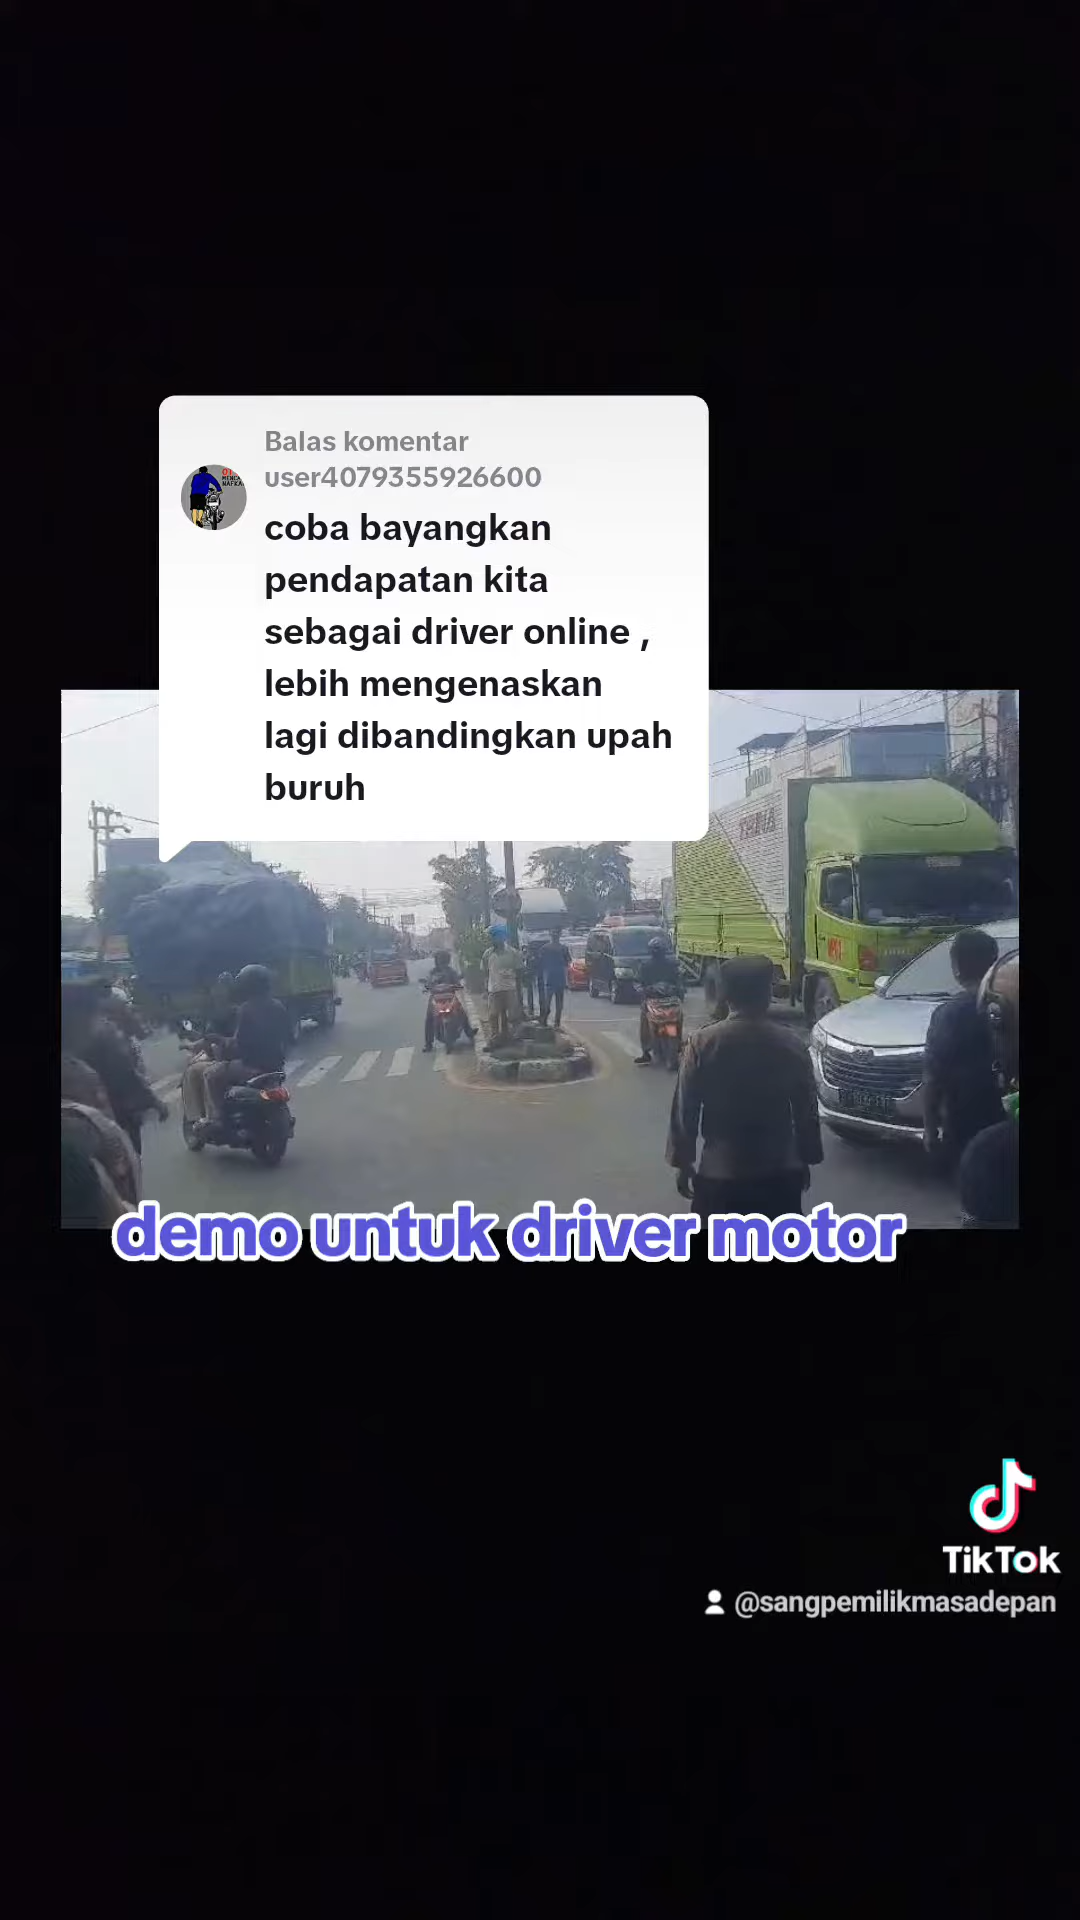 Balas komentar
user4079355926600
coba bayangkan
pendapatan kita
sebagai driver online ,
lebih mengenaskan
lagi dibandingkan upah
buruh
demo untuk driver motor
TikTok
@sangpemilikmasadepan